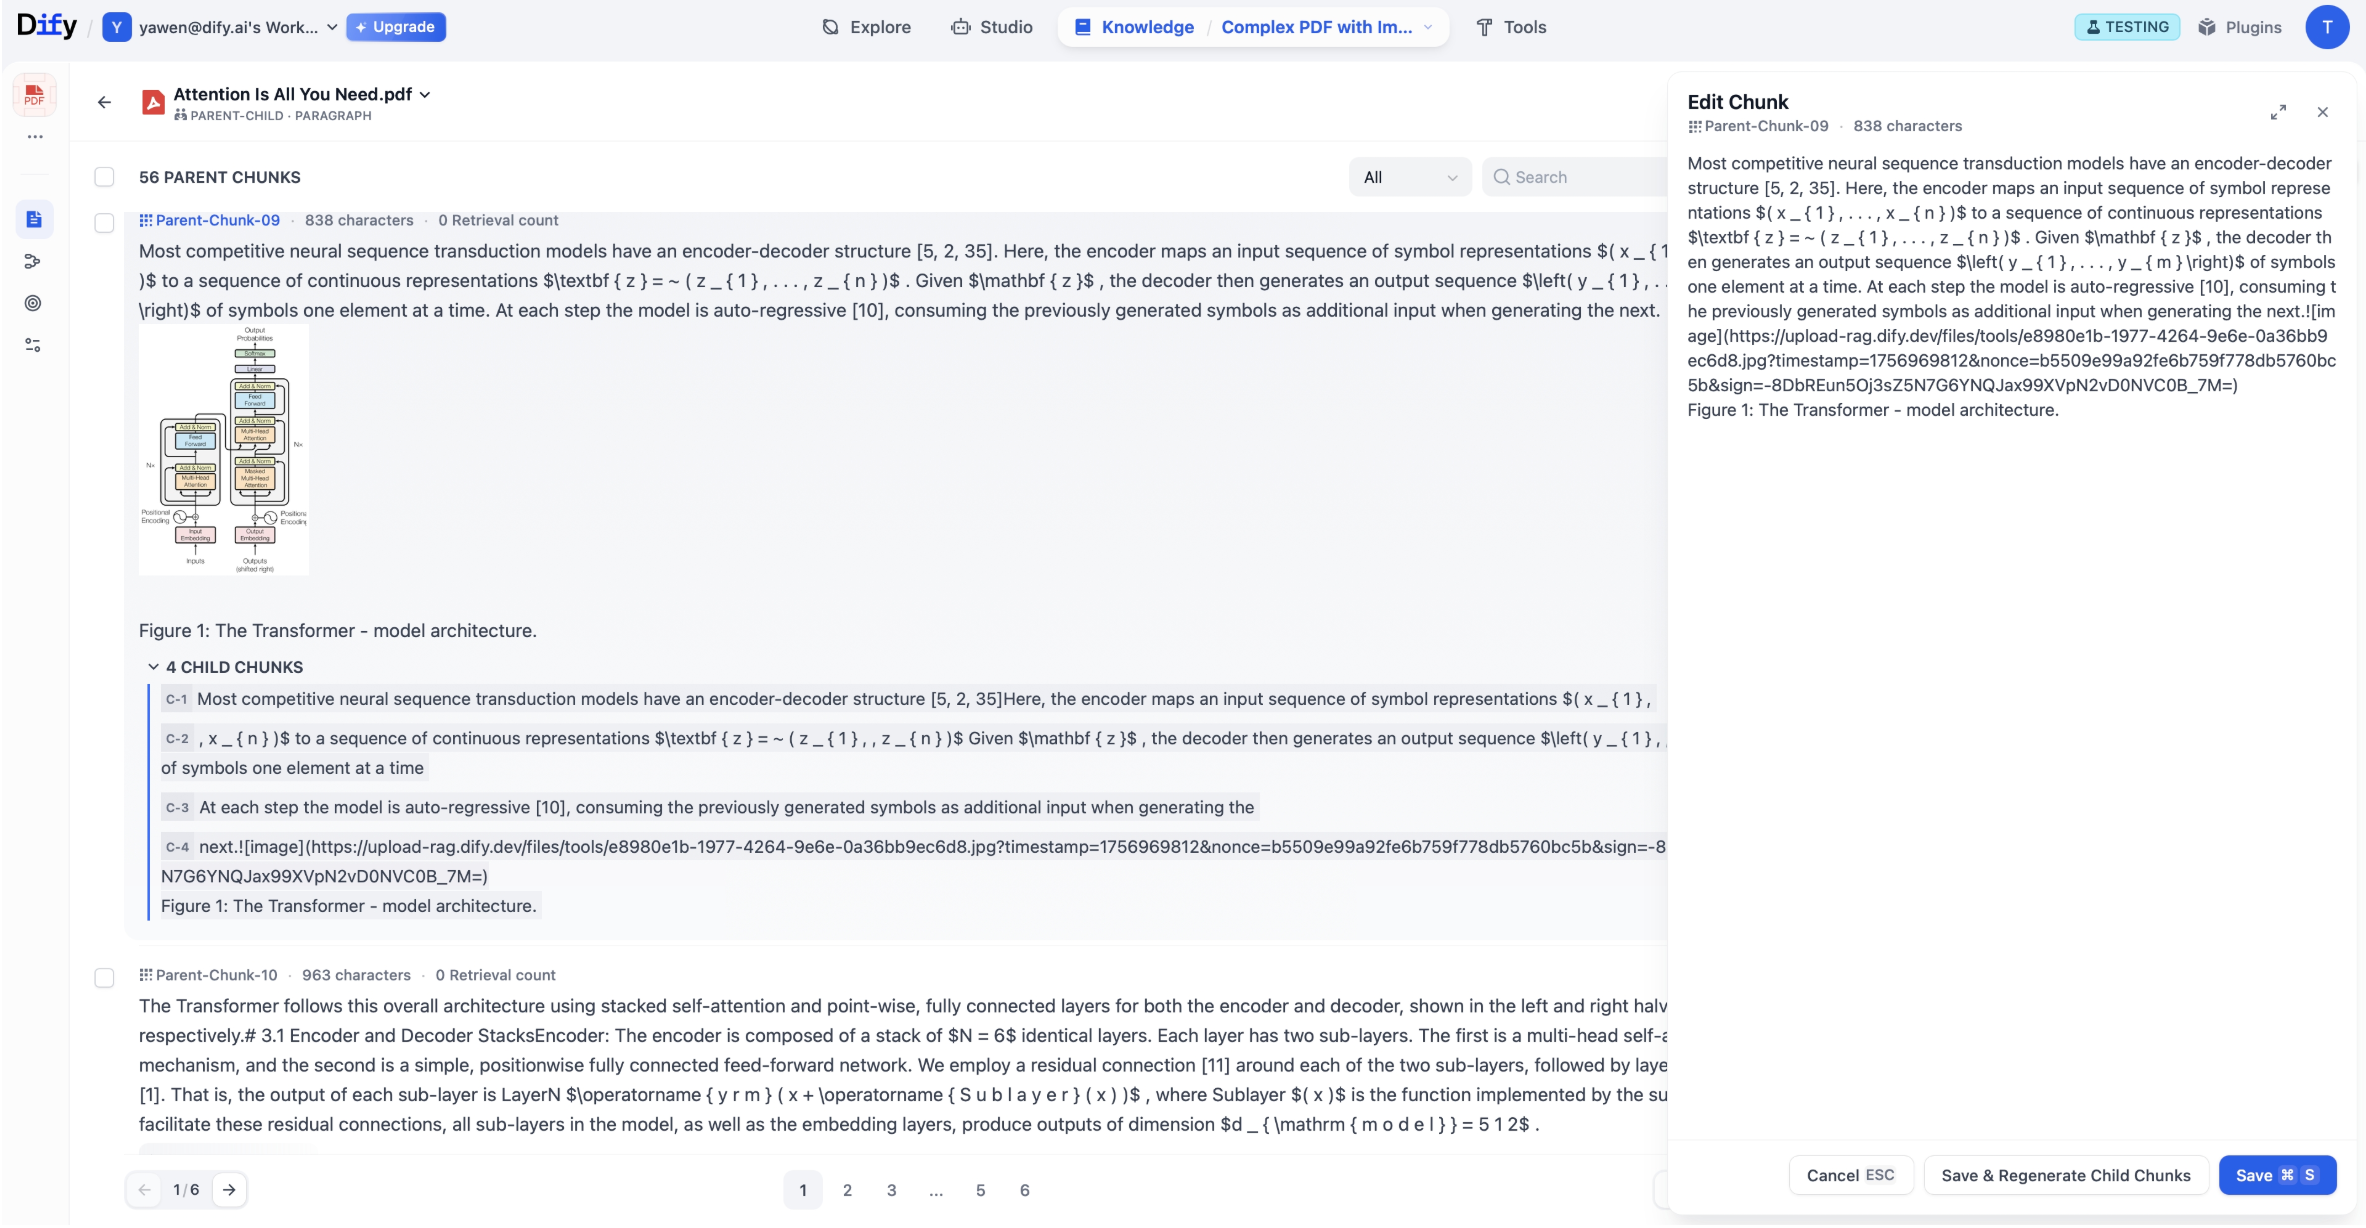 Dify / Y yawen@dify.ai's Work... Upgrade
Explore Studio Knowledge / Complex PDF with Im... Tools
TESTING Plugins T
PDF
Attention Is All You Need.pdf
PARENT-CHILD · PARAGRAPH
56 PARENT CHUNKS
All Search
Parent-Chunk-09 · 838 characters · 0 Retrieval count
Most competitive neural sequence transduction models have an encoder-decoder structure [5, 2, 35]. Here, the encoder maps an input sequence of symbol representations $( x _ { 1
)$ to a sequence of continuous representations $\textbf { z } = ~ ( z _ { 1 } , . . . , z _ { n } )$ . Given $\mathbf { z }$ , the decoder then generates an output sequence $\left( y _ { 1 } , . .
\right)$ of symbols one element at a time. At each step the model is auto-regressive [10], consuming the previously generated symbols as additional input when generating the next.
Output
Probabilities
Softmax
Linear
Add & Norm
Feed
Forward
Add & Norm
Multi-Head
Attention
Add & Norm
Feed
Forward
N×
N×
Add & Norm
Masked
Multi-Head
Attention
Add & Norm
Multi-Head
Attention
Positional
Encoding
Positiona
Encoding
Input
Embedding
Output
Embedding
Inputs
Outputs
(shifted right)
Figure 1: The Transformer - model architecture.
4 CHILD CHUNKS
C-1 Most competitive neural sequence transduction models have an encoder-decoder structure [5, 2, 35]Here, the encoder maps an input sequence of symbol representations $( x _ { 1 } ,
C-2 , x _ { n } )$ to a sequence of continuous representations $\textbf { z } = ~ ( z _ { 1 } , , z _ { n } )$ Given $\mathbf { z }$ , the decoder then generates an output sequence $\left( y _ { 1 } ,
of symbols one element at a time
C-3 At each step the model is auto-regressive [10], consuming the previously generated symbols as additional input when generating the
C-4 next.![image](https://upload-rag.dify.dev/files/tools/e8980e1b-1977-4264-9e6e-0a36bb9ec6d8.jpg?timestamp=1756969812&nonce=b5509e99a92fe6b759f778db5760bc5b&sign=-8
N7G6YNQJax99XVpN2vD0NVC0B_7M=)
Figure 1: The Transformer - model architecture.
Parent-Chunk-10 · 963 characters · 0 Retrieval count
The Transformer follows this overall architecture using stacked self-attention and point-wise, fully connected layers for both the encoder and decoder, shown in the left and right halv
respectively.# 3.1 Encoder and Decoder StacksEncoder: The encoder is composed of a stack of $N = 6$ identical layers. Each layer has two sub-layers. The first is a multi-head self-a
mechanism, and the second is a simple, positionwise fully connected feed-forward network. We employ a residual connection [11] around each of the two sub-layers, followed by laye
[1]. That is, the output of each sub-layer is LayerN $\operatorname { y r m } ( x + \operatorname { S u b l a y e r } ( x ) )$ , where Sublayer $( x )$ is the function implemented by the su
facilitate these residual connections, all sub-layers in the model, as well as the embedding layers, produce outputs of dimension $d _ { \mathrm { m o d e l } } = 5 1 2$ .
1/6
1 2 3 ... 5 6
Edit Chunk
Parent-Chunk-09 · 838 characters
Most competitive neural sequence transduction models have an encoder-decoder
structure [5, 2, 35]. Here, the encoder maps an input sequence of symbol represe
ntations $( x _ { 1 } , . . . , x _ { n } )$ to a sequence of continuous representations
$\textbf { z } = ~ ( z _ { 1 } , . . . , z _ { n } )$ . Given $\mathbf { z }$ , the decoder th
en generates an output sequence $\left( y _ { 1 } , . . . , y _ { m } \right)$ of symbols
one element at a time. At each step the model is auto-regressive [10], consuming t
he previously generated symbols as additional input when generating the next.![im
age](https://upload-rag.dify.dev/files/tools/e8980e1b-1977-4264-9e6e-0a36bb9
ec6d8.jpg?timestamp=1756969812&nonce=b5509e99a92fe6b759f778db5760bc
5b&sign=-8DbREun5Oj3sZ5N7G6YNQJax99XVpN2vD0NVC0B_7M=)
Figure 1: The Transformer - model architecture.
Cancel ESC
Save & Regenerate Child Chunks
Save ⌘ S